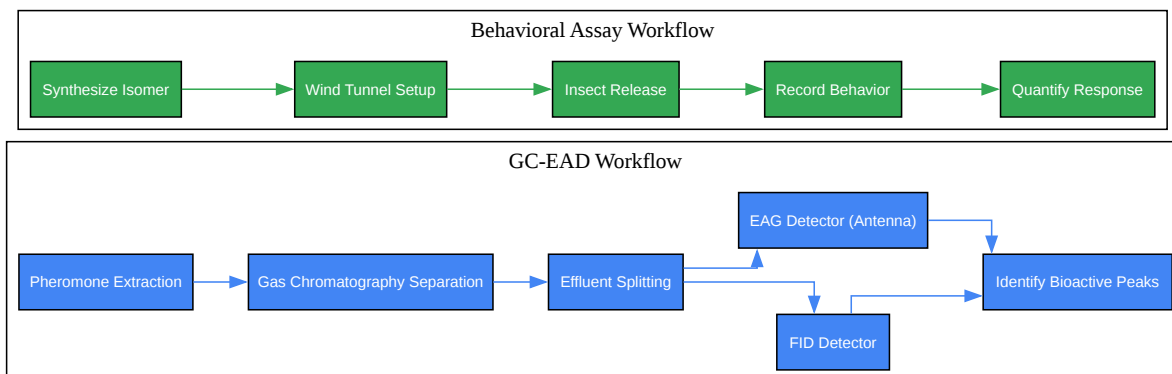 Behavioral Assay Workflow
Synthesize Isomer
Wind Tunnel Setup
Insect Release
Record Behavior
Quantify Response
GC-EAD Workflow
Pheromone Extraction
Gas Chromatography Separation
Effluent Splitting
EAG Detector (Antenna)
FID Detector
Identify Bioactive Peaks